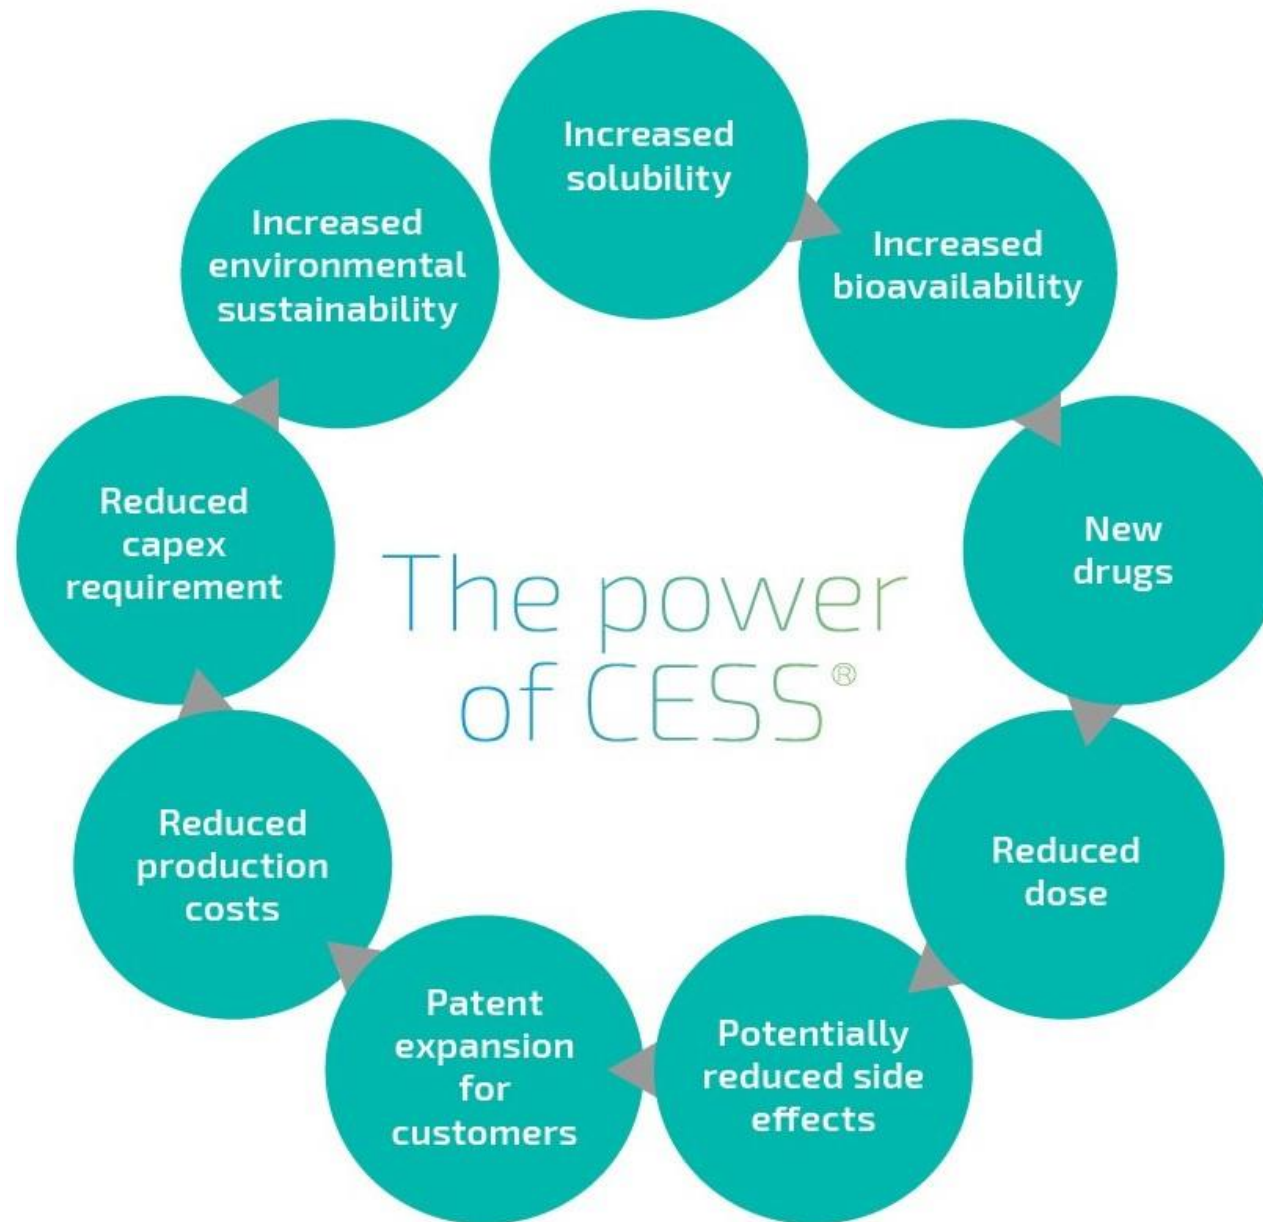 Increased
solubility
Increased
bioavailability
New
drugs
Reduced
dose
Potentially
reduced side
effects
Patent
expansion
for
customers
Reduced
production
costs
Reduced
capex
requirement
Increased
environmental
sustainability
The power
of CESS®